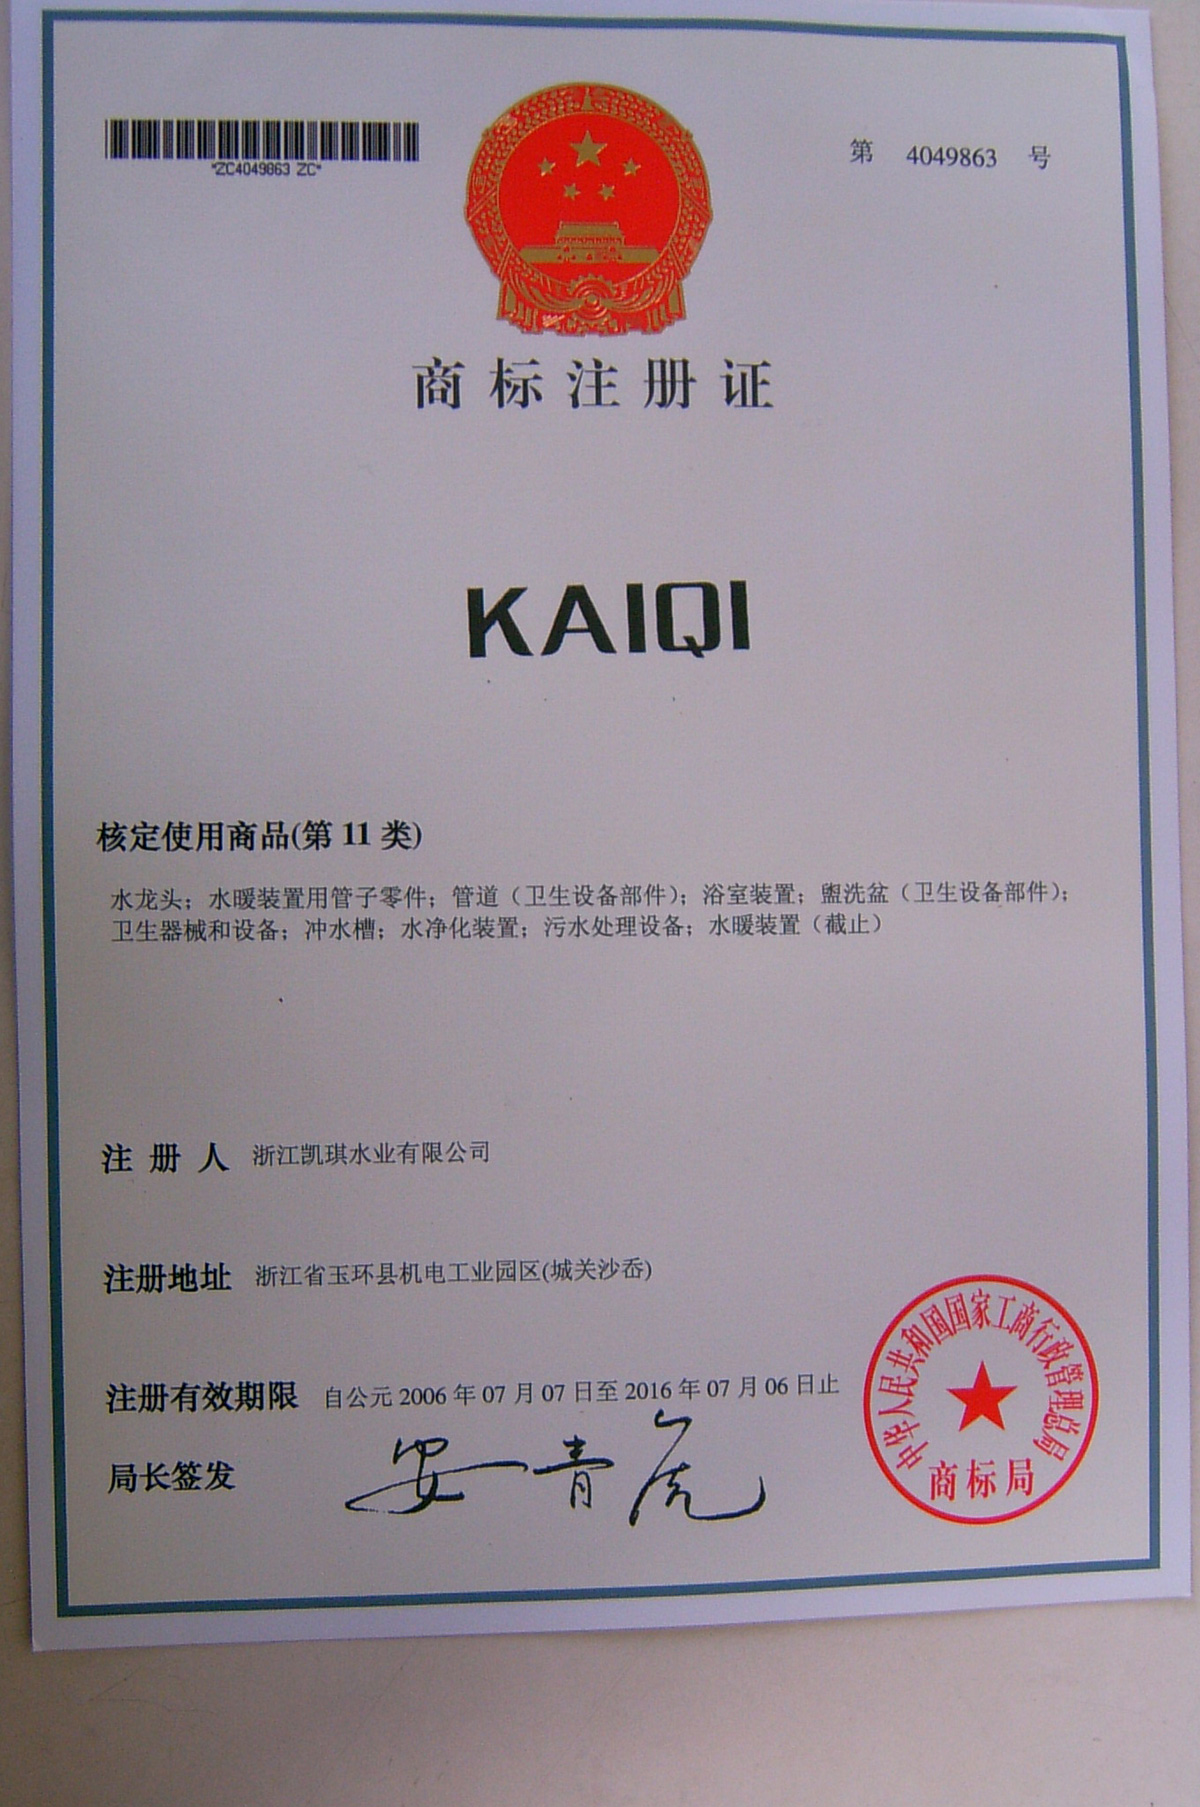 *ZC4049863 ZC*
第 4049863 号
商标注册证
KAIQI
核定使用商品(第 11 类)
水龙头；水暖装置用管子零件；管道（卫生设备部件）；浴室装置；盥洗盆（卫生设备部件）；
卫生器械和设备；冲水槽；水净化装置；污水处理设备；水暖装置（截止）
注 册 人 浙江凯琪水业有限公司
注册地址 浙江省玉环县机电工业园区(城关沙岙)
注册有效期限 自公元 2006 年 07 月 07 日至 2016 年 07 月 06 日止
局长签发 安青虎
中华人民共和国国家工商行政管理总局
商标局